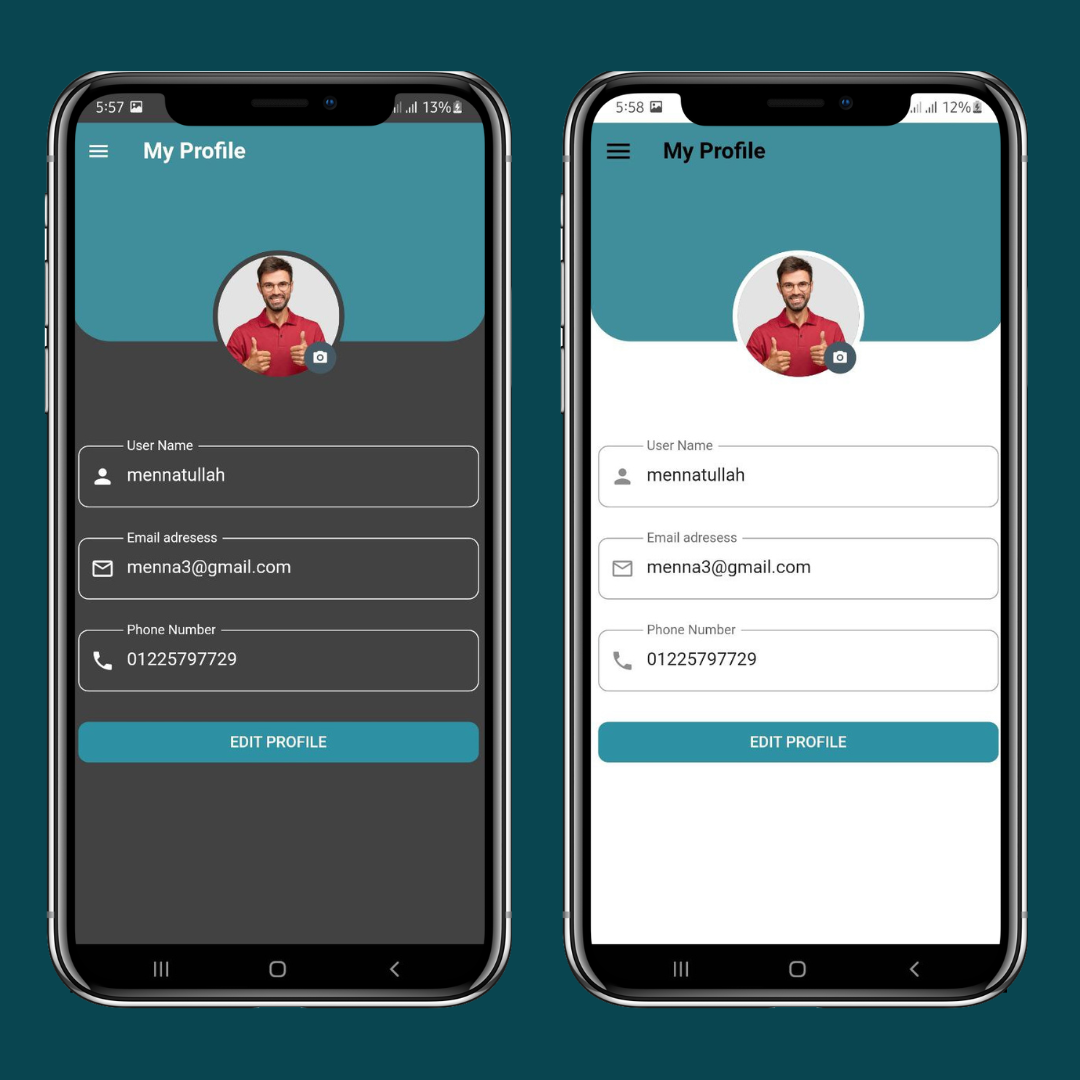 5:57 13%
My Profile
User Name
mennatullah
Email adresess
menna3@gmail.com
Phone Number
01225797729
EDIT PROFILE
5:58 12%
My Profile
User Name
mennatullah
Email adresess
menna3@gmail.com
Phone Number
01225797729
EDIT PROFILE